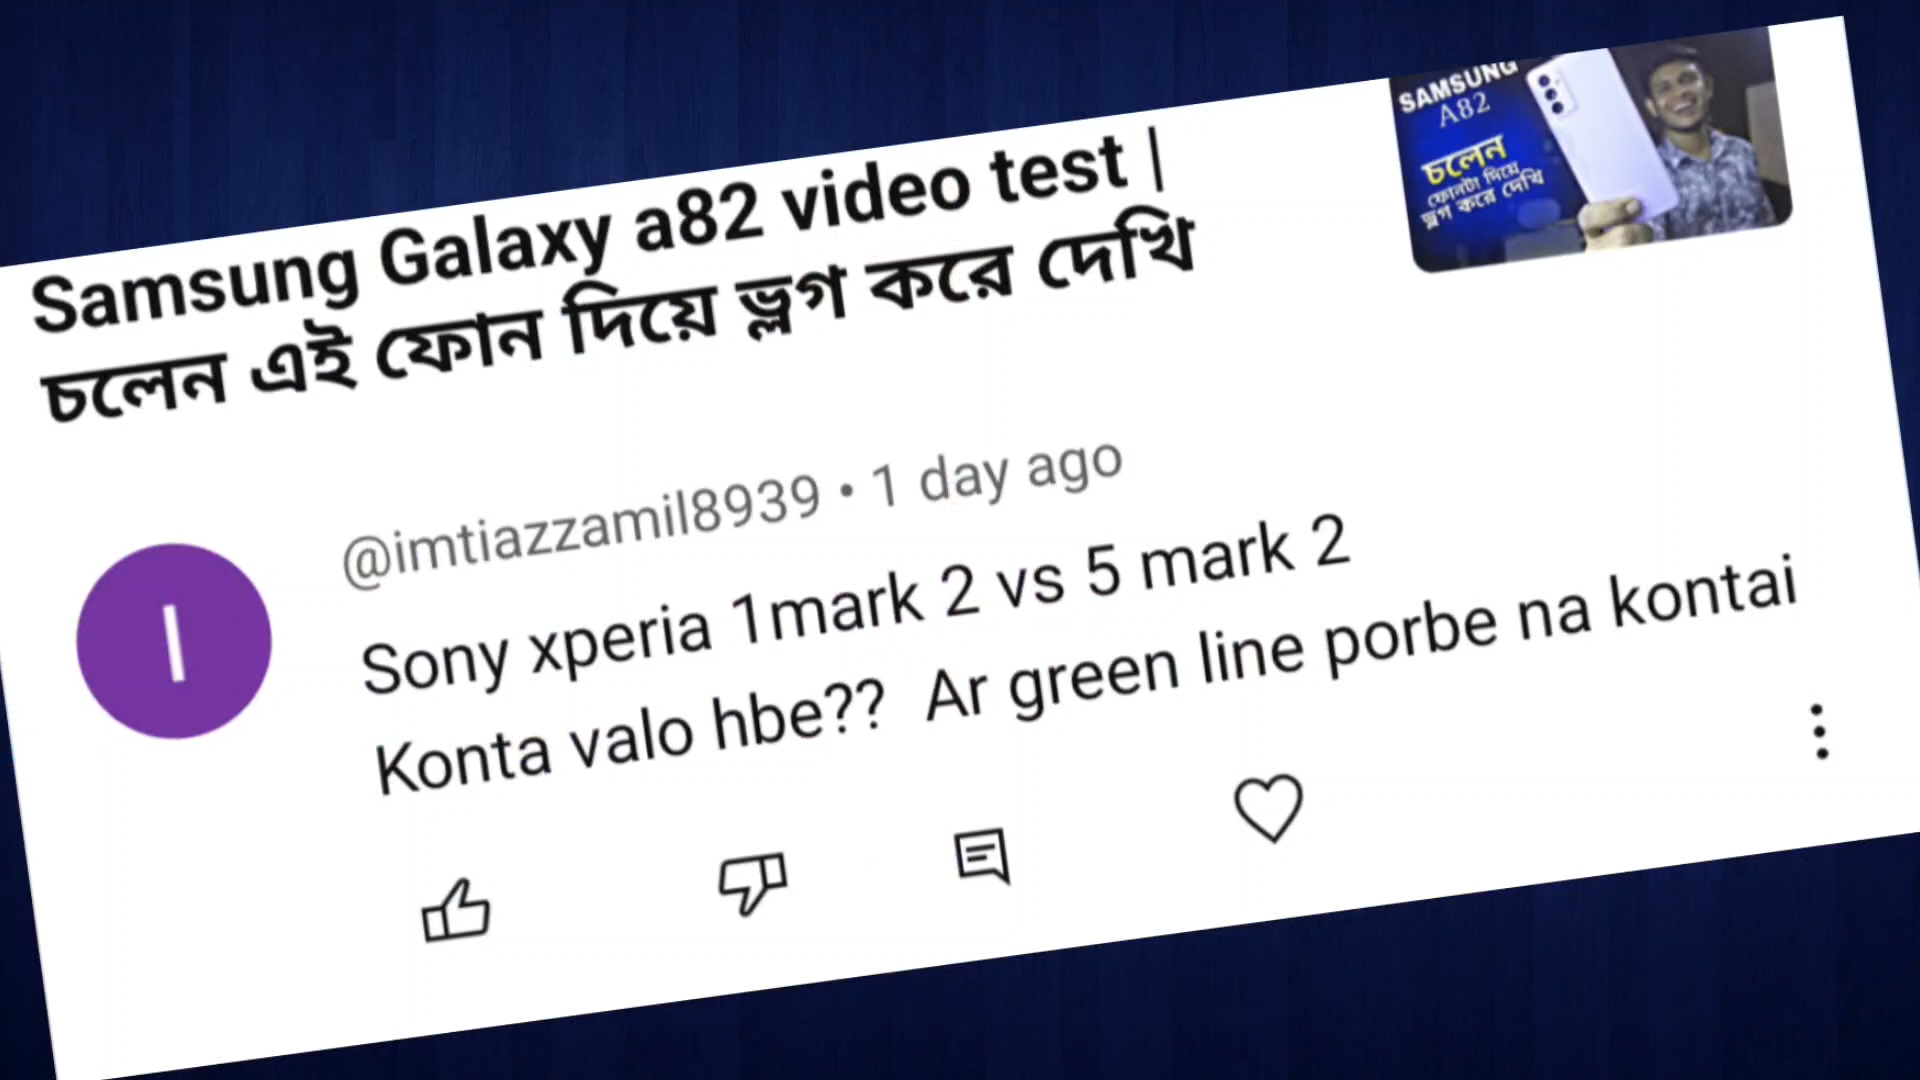 SAMSUNG
A82
চলেন
ফোনটা দিয়ে
ভ্লগ করে দেখি
Samsung Galaxy a82 video test |
চলেন এই ফোন দিয়ে ভ্লগ করে দেখি
I
@imtiazzamil8939 • 1 day ago
Sony xperia 1mark 2 vs 5 mark 2
Konta valo hbe?? Ar green line porbe na kontai